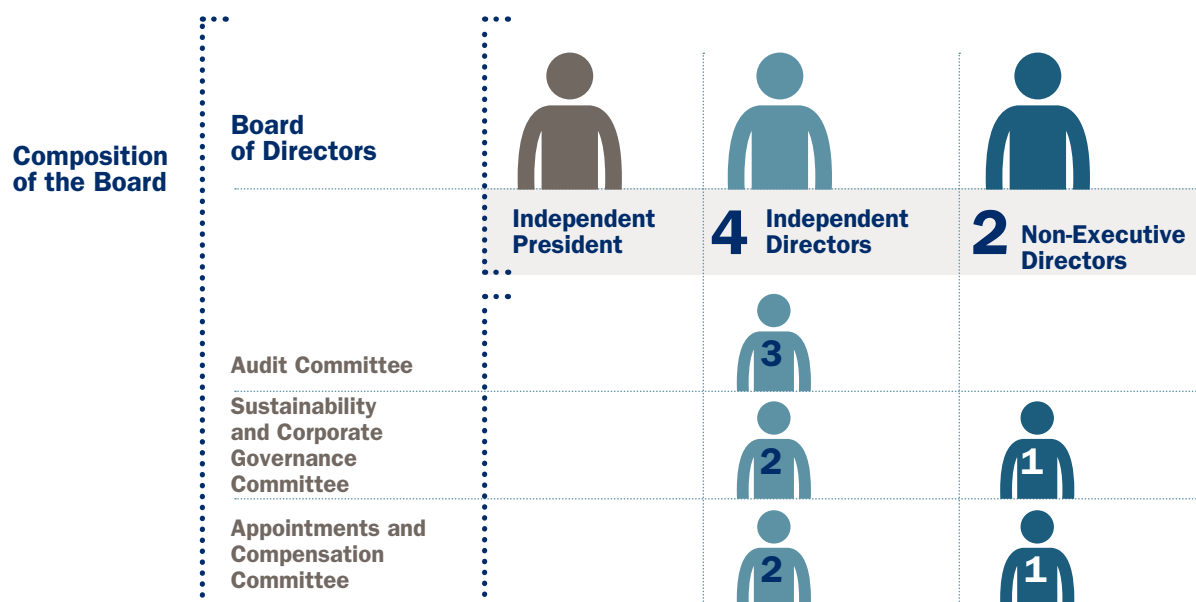 Composition
of the Board
Board
of Directors
Independent
President
4 Independent
Directors
2 Non-Executive
Directors
Audit Committee
3
Sustainability
and Corporate
Governance
Committee
2
1
Appointments and
Compensation
Committee
2
1